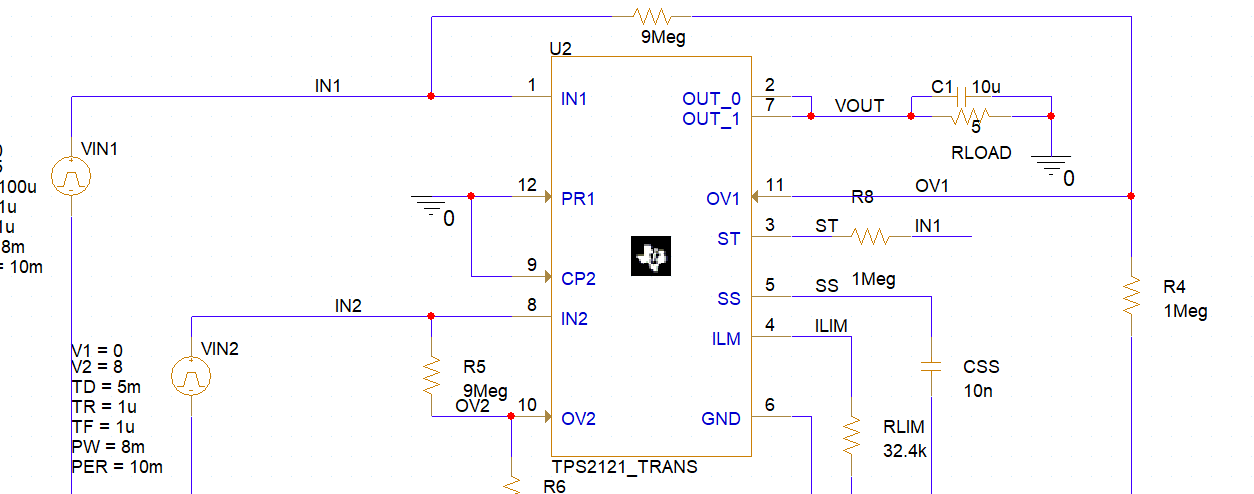 9Meg
U2
IN1
1
IN1
OUT_0
2
OUT_1
7
VOUT
C1
10u
5
RLOAD
0
VIN1
100u
1u
1u
8m
= 10m
12
PR1
0
OV1
11
OV1
R8
ST
3
ST
IN1
1Meg
9
CP2
SS
5
SS
R4
1Meg
IN2
8
IN2
ILM
4
ILIM
V1 = 0
V2 = 8
TD = 5m
TR = 1u
TF = 1u
PW = 8m
PER = 10m
VIN2
R5
9Meg
OV2
10
OV2
GND
6
CSS
10n
RLIM
32.4k
TPS2121_TRANS
R6